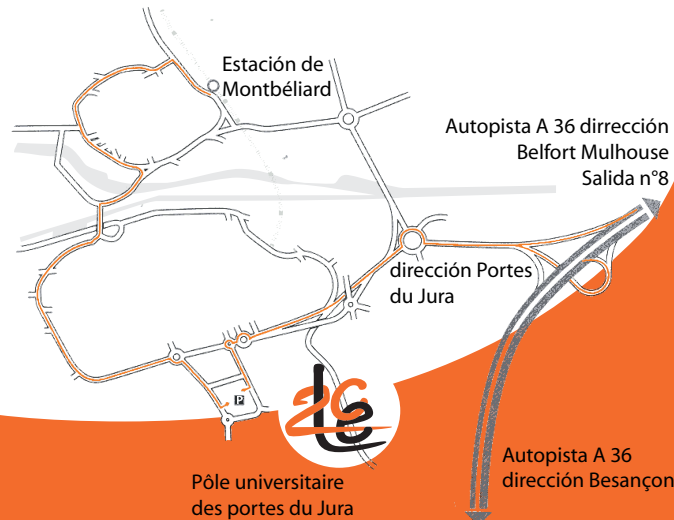 Estación de
Montbéliard
Autopista A 36 dirrección
Belfort Mulhouse
Salida n°8
dirección Portes
du Jura
P
Autopista A 36
dirección Besançon
Pôle universitaire
des portes du Jura